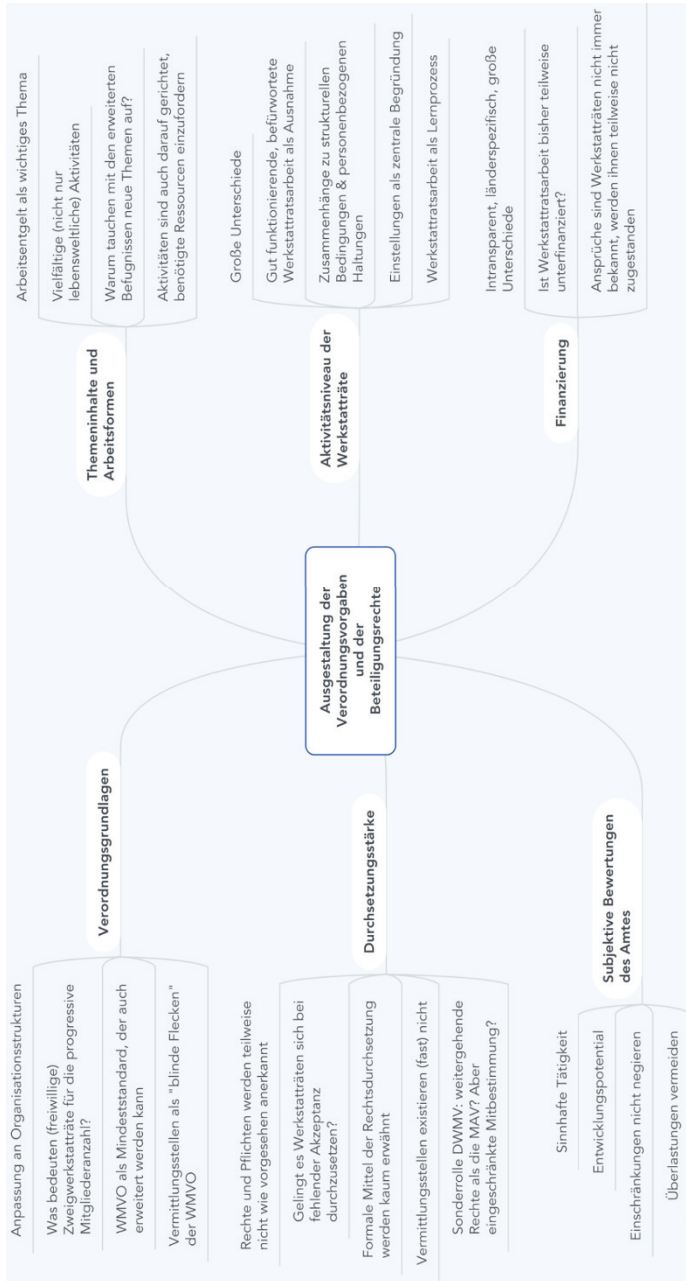 Ausgestaltung der
Verordnungsvorgaben
und der
Beteiligungsrechte
Verordnungsgrundlagen
Anpassung an Organisationsstrukturen
Was bedeuten (freiwillige)
Zweigwerkstatträte für die progressive
Mitgliederanzahl?
WMVO als Mindeststandard, der auch
erweitert werden kann
Vermittlungsstellen als "blinde Flecken"
der WMVO
Durchsetzungsstärke
Rechte und Pflichten werden teilweise
nicht wie vorgesehen anerkannt
Gelingt es Werkstatträten sich bei
fehlender Akzeptanz
durchzusetzen?
Formale Mittel der Rechtsdurchsetzung
werden kaum erwähnt
Vermittlungsstellen existieren (fast) nicht
Sonderrolle DWMV: weitergehende
Rechte als die MAV? Aber
eingeschränkte Mitbestimmung?
Subjektive Bewertungen
des Amtes
Sinnhafte Tätigkeit
Entwicklungspotential
Einschränkungen nicht negieren
Überlastungen vermeiden
Themeninhalte und
Arbeitsformen
Arbeitsentgelt als wichtiges Thema
Vielfältige (nicht nur
lebensweltliche) Aktivitäten
Warum tauchen mit den erweiterten
Befugnissen neue Themen auf?
Aktivitäten sind auch darauf gerichtet,
benötigte Ressourcen einzufordern
Aktivitätsniveau der
Werkstatträte
Große Unterschiede
Gut funktionierende, befürwortete
Werkstattratsarbeit als Ausnahme
Zusammenhänge zu strukturellen
Bedingungen & personenbezogenen
Haltungen
Einstellungen als zentrale Begründung
Werkstattratsarbeit als Lernprozess
Finanzierung
Intransparent, länderspezifisch, große
Unterschiede
Ist Werkstattratsarbeit bisher teilweise
unterfinanziert?
Ansprüche sind Werkstatträten nicht immer
bekannt, werden ihnen teilweise nicht
zugestanden